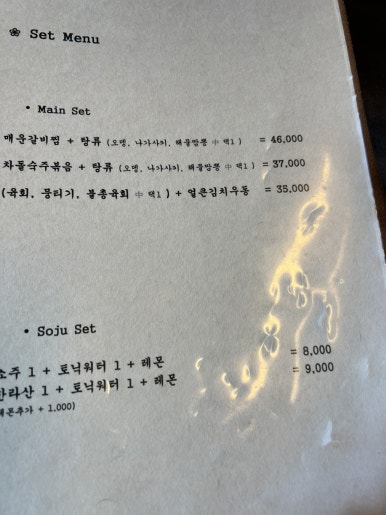 ❀ Set Menu
• Main Set
매운갈비찜 + 탕류 (오뎅, 나가사키, 해물짬뽕 中 택1) = 46,000
차돌숙주볶음 + 탕류 (오뎅, 나가사키, 해물짬뽕 中 택1) = 37,000
(육회, 뭉티기, 불초육회 中 택1) + 얼큰김치우동 = 35,000
• Soju Set
소주 1 + 토닉워터 1 + 레몬 = 8,000
한라산 1 + 토닉워터 1 + 레몬 = 9,000
레몬추가 + 1,000)